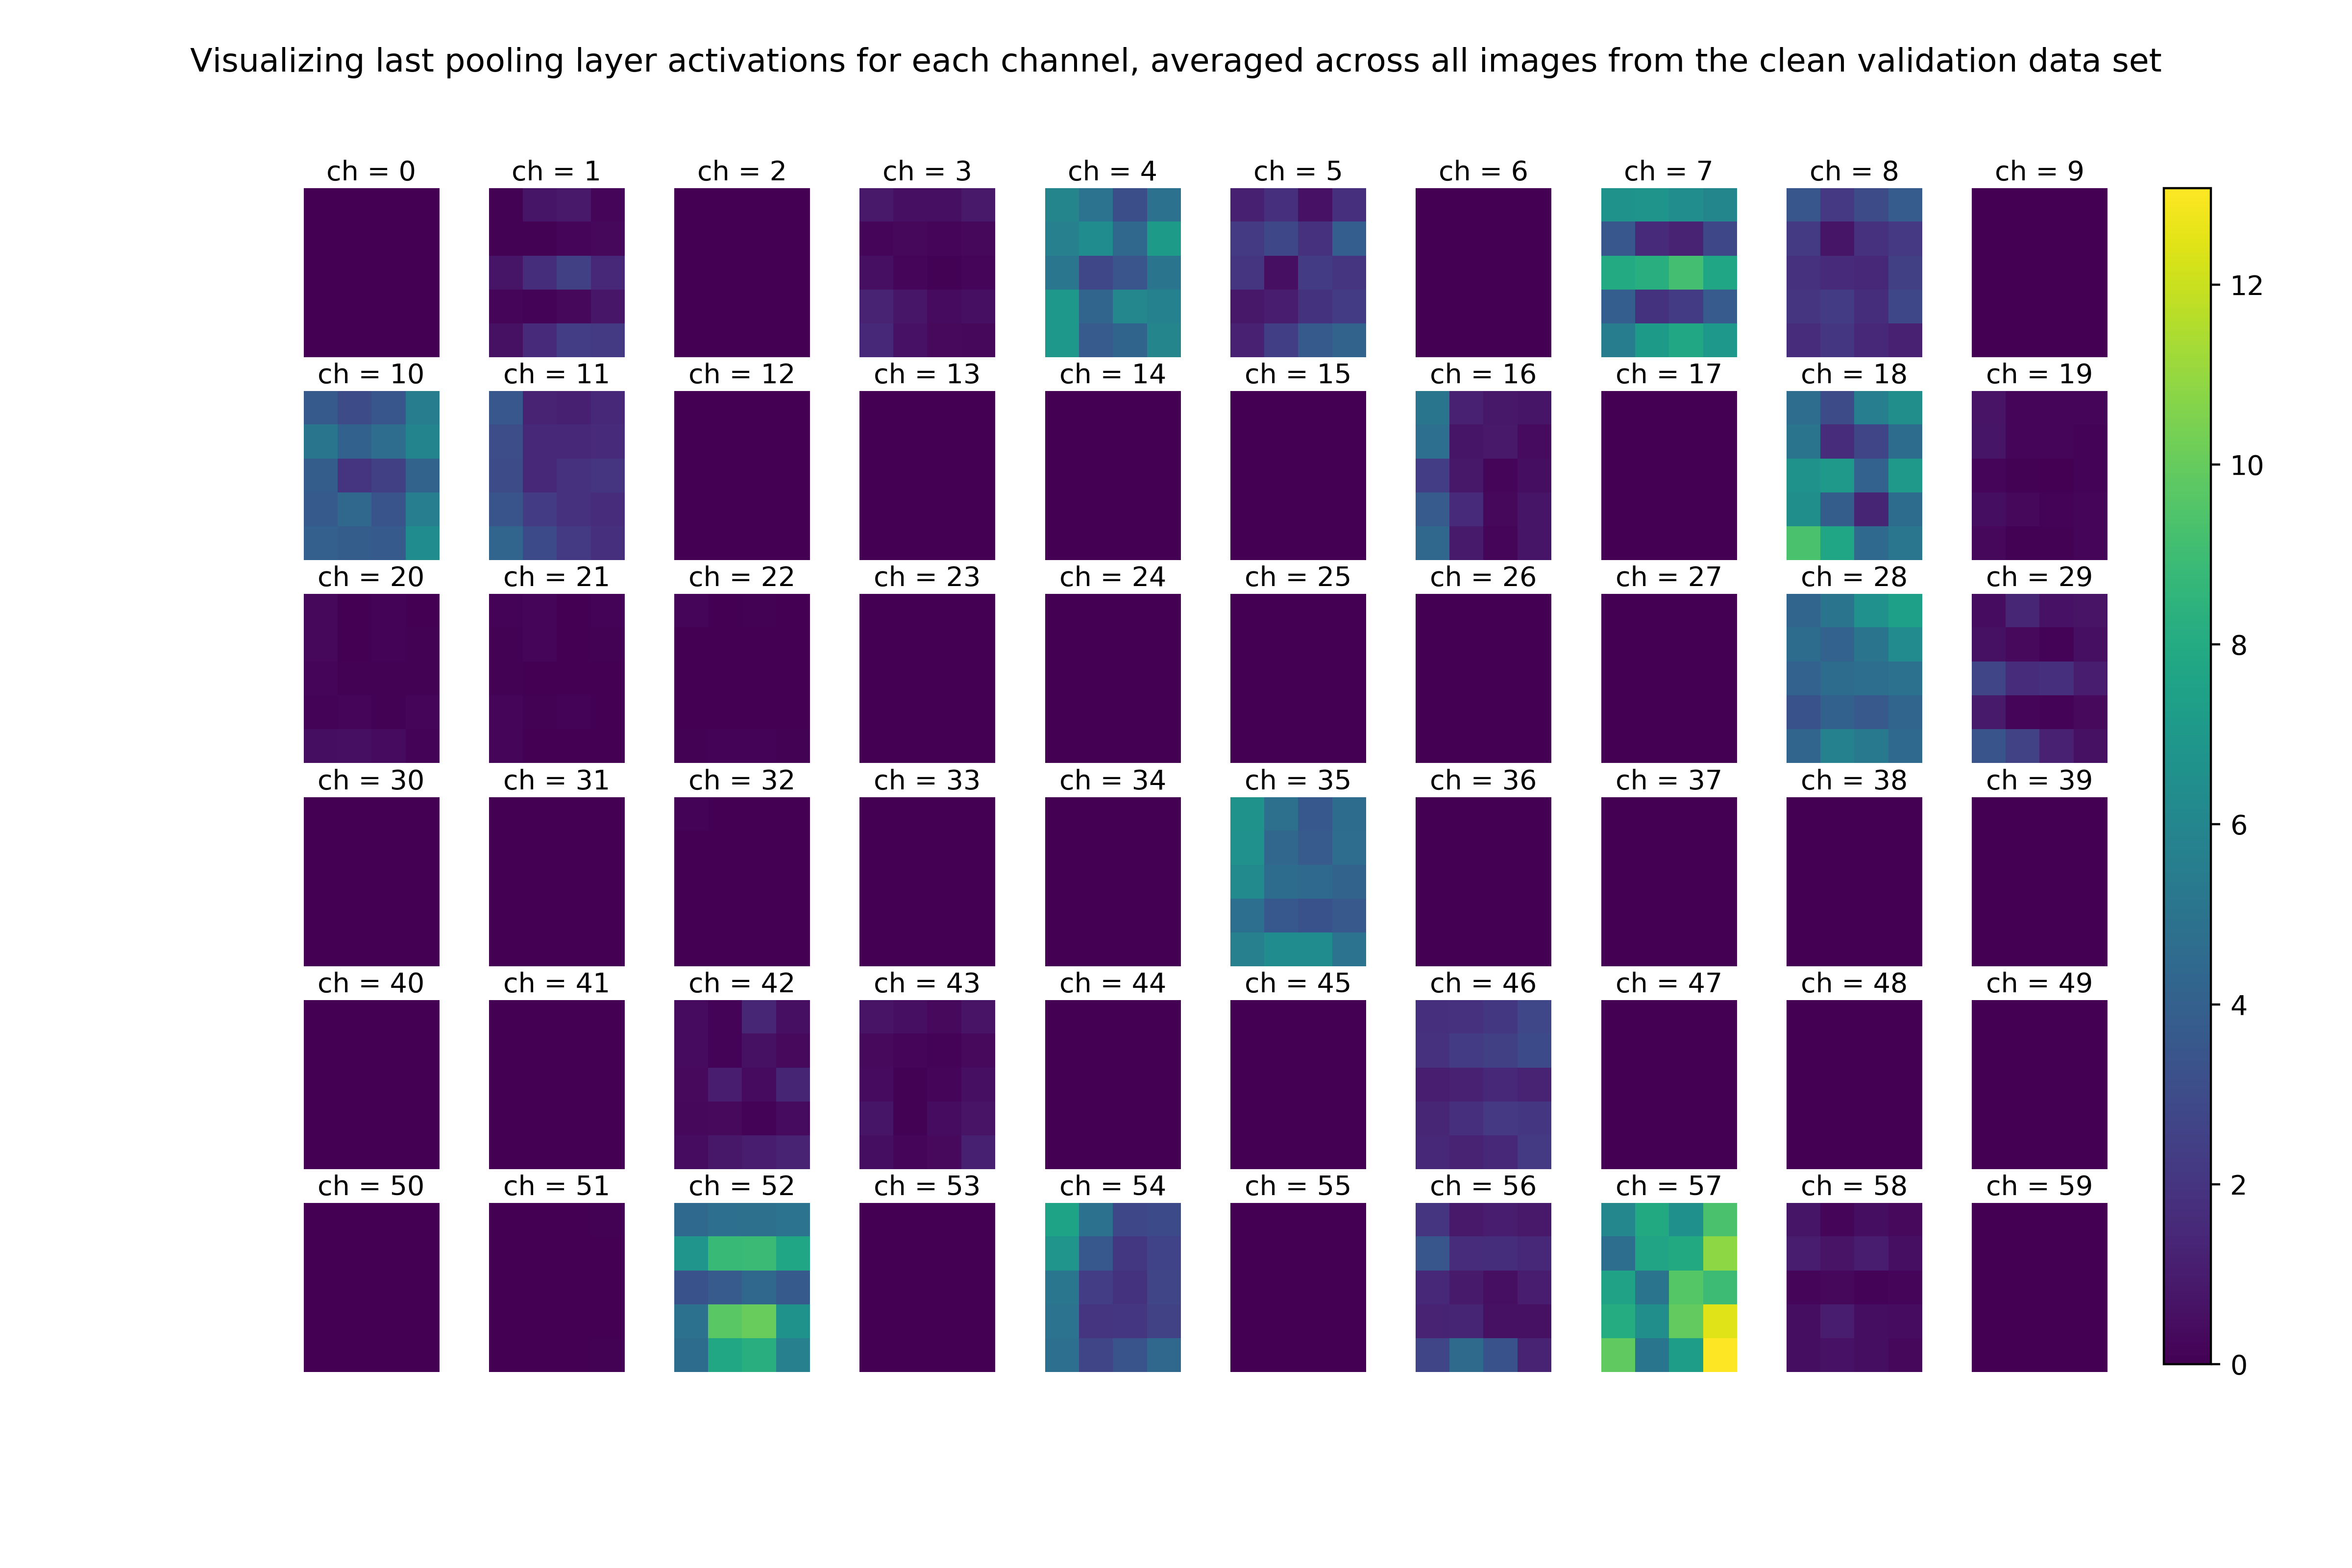 Visualizing last pooling layer activations for each channel, averaged across all images from the clean validation data set
ch = 0 ch = 1 ch = 2 ch = 3 ch = 4 ch = 5 ch = 6 ch = 7 ch = 8 ch = 9
ch = 10 ch = 11 ch = 12 ch = 13 ch = 14 ch = 15 ch = 16 ch = 17 ch = 18 ch = 19
ch = 20 ch = 21 ch = 22 ch = 23 ch = 24 ch = 25 ch = 26 ch = 27 ch = 28 ch = 29
ch = 30 ch = 31 ch = 32 ch = 33 ch = 34 ch = 35 ch = 36 ch = 37 ch = 38 ch = 39
ch = 40 ch = 41 ch = 42 ch = 43 ch = 44 ch = 45 ch = 46 ch = 47 ch = 48 ch = 49
ch = 50 ch = 51 ch = 52 ch = 53 ch = 54 ch = 55 ch = 56 ch = 57 ch = 58 ch = 59
12
10
8
6
4
2
0